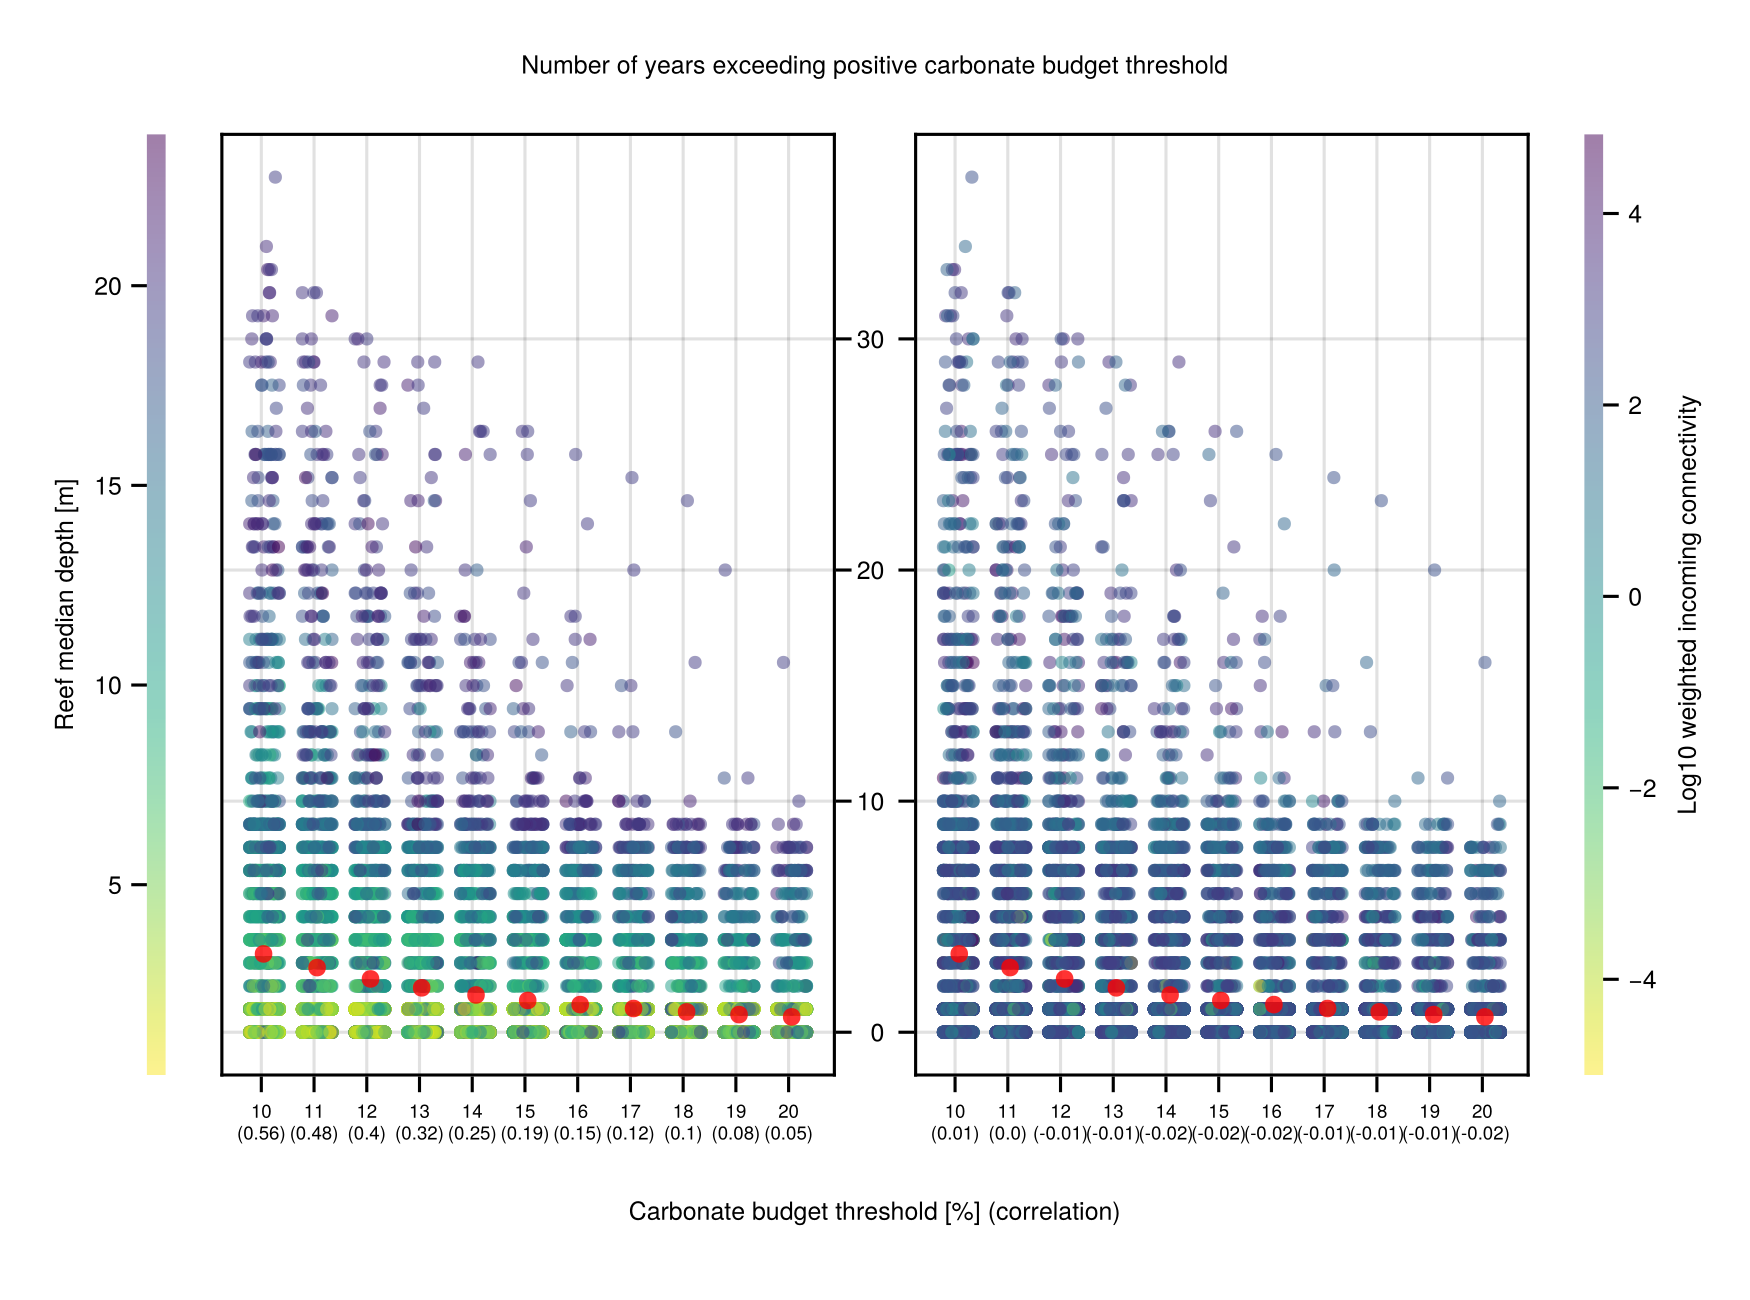 Number of years exceeding positive carbonate budget threshold
Reef median depth [m]
20
15
10
5
30
20
10
0
4
2
0
−2
−4
Log10 weighted incoming connectivity
10 11 12 13 14 15 16 17 18 19 20
(0.56) (0.48) (0.4) (0.32) (0.25) (0.19) (0.15) (0.12) (0.1) (0.08) (0.05)
10 11 12 13 14 15 16 17 18 19 20
(0.01) (0.0) (-0.01) (-0.01) (-0.02) (-0.02) (-0.02) (-0.01) (-0.01) (-0.01) (-0.02)
Carbonate budget threshold [%] (correlation)